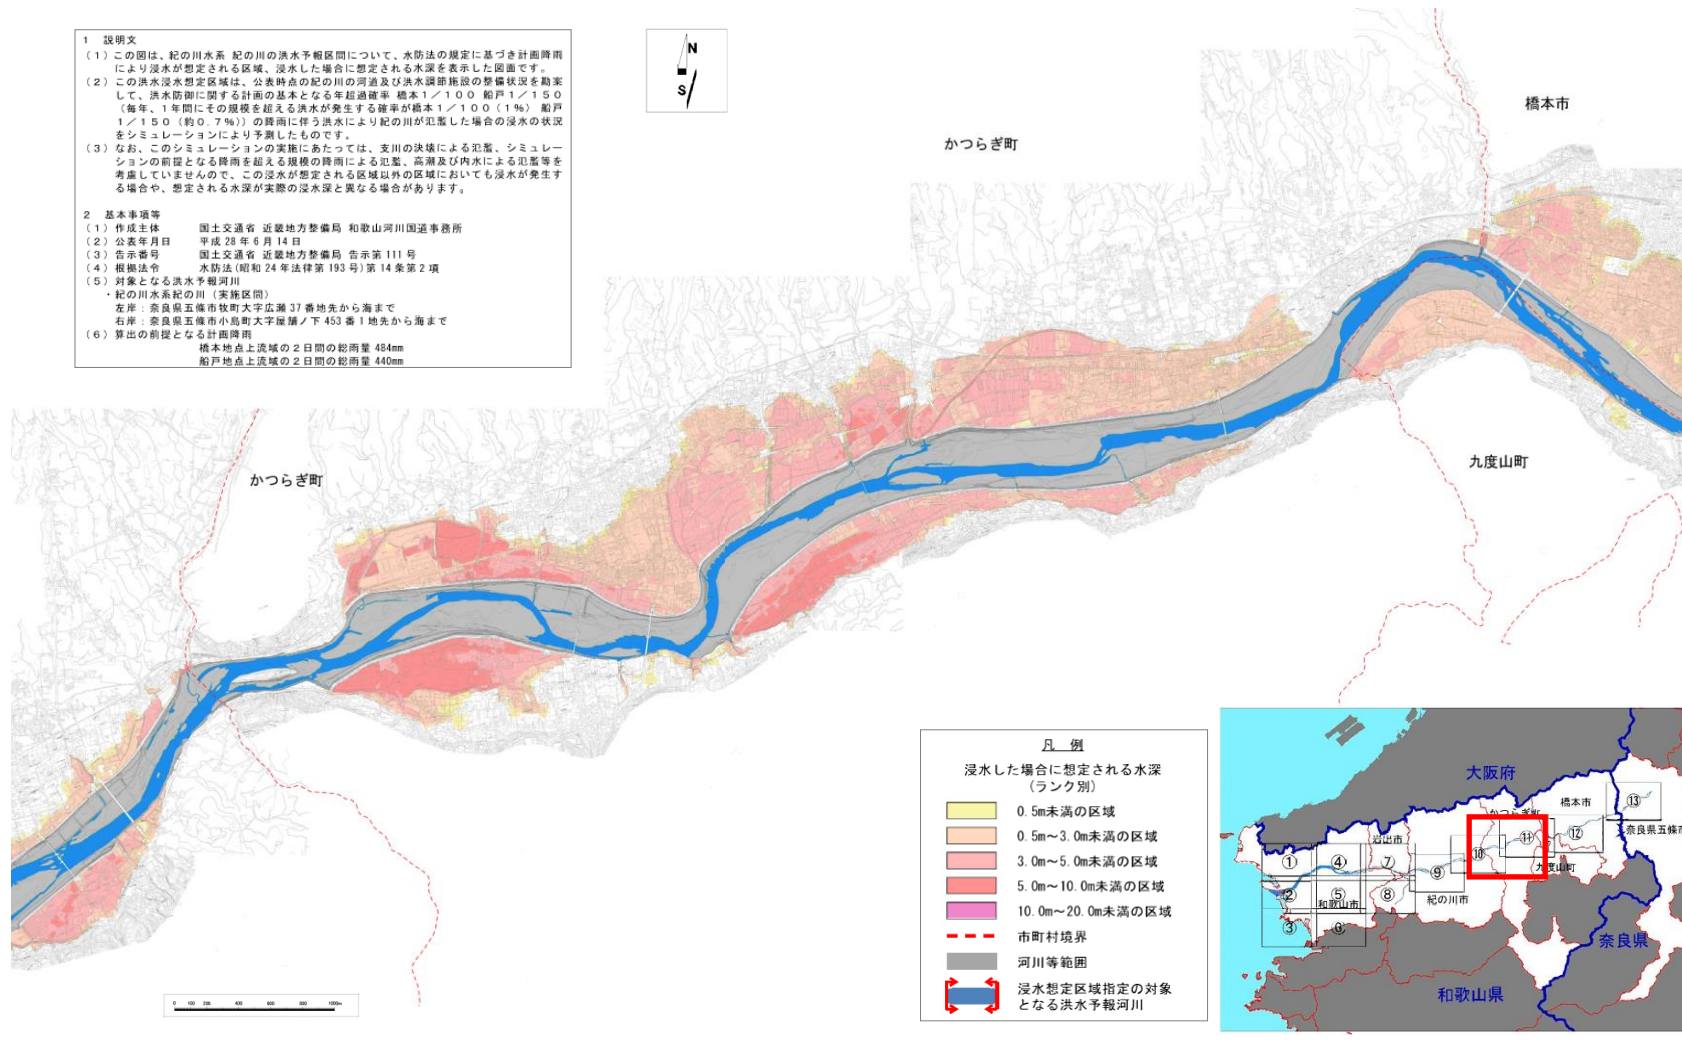 1　説明文
（1）この図は、紀の川水系 紀の川の洪水予報区間について、水防法の規定に基づき計画降雨
により浸水が想定される区域、浸水した場合に想定される水深を表示した図面です。
（2）この洪水浸水想定区域は、公表時点の紀の川の河道及び洪水調節施設の整備状況を勘案
して、洪水防御に関する計画の基本となる年超過確率 橋本1／100 船戸1／150
（毎年、1年間にその規模を超える洪水が発生する確率が橋本1／100（1%） 船戸
1／150（約0.7%））の降雨に伴う洪水により紀の川が氾濫した場合の浸水の状況
をシミュレーションにより予測したものです。
（3）なお、このシミュレーションの実施にあたっては、支川の決壊による氾濫、シミュレー
ションの前提となる降雨を超える規模の降雨による氾濫、高潮及び内水による氾濫等を
考慮していませんので、この浸水が想定される区域以外の区域においても浸水が発生す
る場合や、想定される水深が実際の浸水深と異なる場合があります。
2　基本事項等
（1）作成主体　国土交通省 近畿地方整備局 和歌山河川国道事務所
（2）公表年月日　平成28年6月14日
（3）告示番号　国土交通省 近畿地方整備局 告示第111号
（4）根拠法令　水防法(昭和24年法律第193号)第14条第2項
（5）対象となる洪水予報河川
・紀の川水系紀の川（実施区間）
左岸：奈良県五條市牧町大字広瀬37番地先から海まで
右岸：奈良県五條市小島町大字屋舗ノ下453番1地先から海まで
（6）算出の前提となる計画降雨
橋本地点上流域の2日間の総雨量484mm
船戸地点上流域の2日間の総雨量440mm
N
S
橋本市
かつらぎ町
かつらぎ町
九度山町
0 100 200 400 600 800 1000m
凡 例
浸水した場合に想定される水深
(ランク別)
0.5m未満の区域
0.5m～3.0m未満の区域
3.0m～5.0m未満の区域
5.0m～10.0m未満の区域
10.0m～20.0m未満の区域
市町村境界
河川等範囲
浸水想定区域指定の対象
となる洪水予報河川
大阪府
橋本市
かつらぎ町
岩出市
奈良県五條市
九度山町
紀の川市
和歌山市
奈良県
和歌山県
①
②
③
④
⑤
⑥
⑦
⑧
⑨
⑩
⑪
⑫
⑬